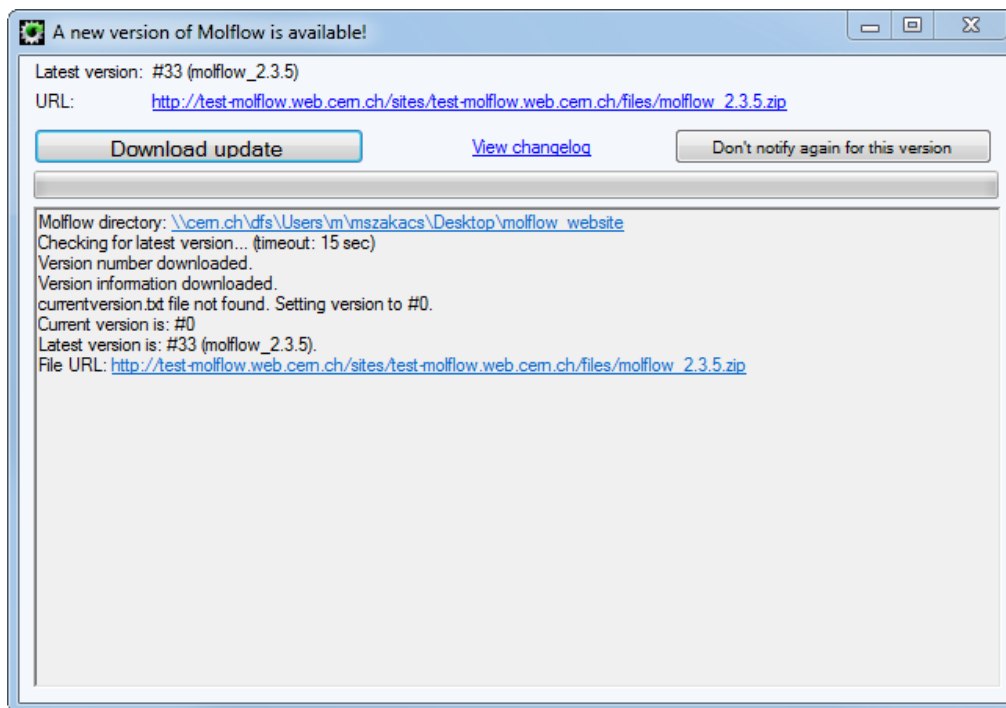 A new version of Molflow is available!
Latest version: #33 (molflow_2.3.5)
URL: http://test-molflow.web.cern.ch/sites/test-molflow.web.cern.ch/files/molflow_2.3.5.zip
Download update View changelog Don't notify again for this version
Molflow directory: \\cern.ch\dfs\Users\m\mszakacs\Desktop\molflow_website
Checking for latest version... (timeout: 15 sec)
Version number downloaded.
Version information downloaded.
currentversion.txt file not found. Setting version to #0.
Current version is: #0
Latest version is: #33 (molflow_2.3.5).
File URL: http://test-molflow.web.cern.ch/sites/test-molflow.web.cern.ch/files/molflow_2.3.5.zip